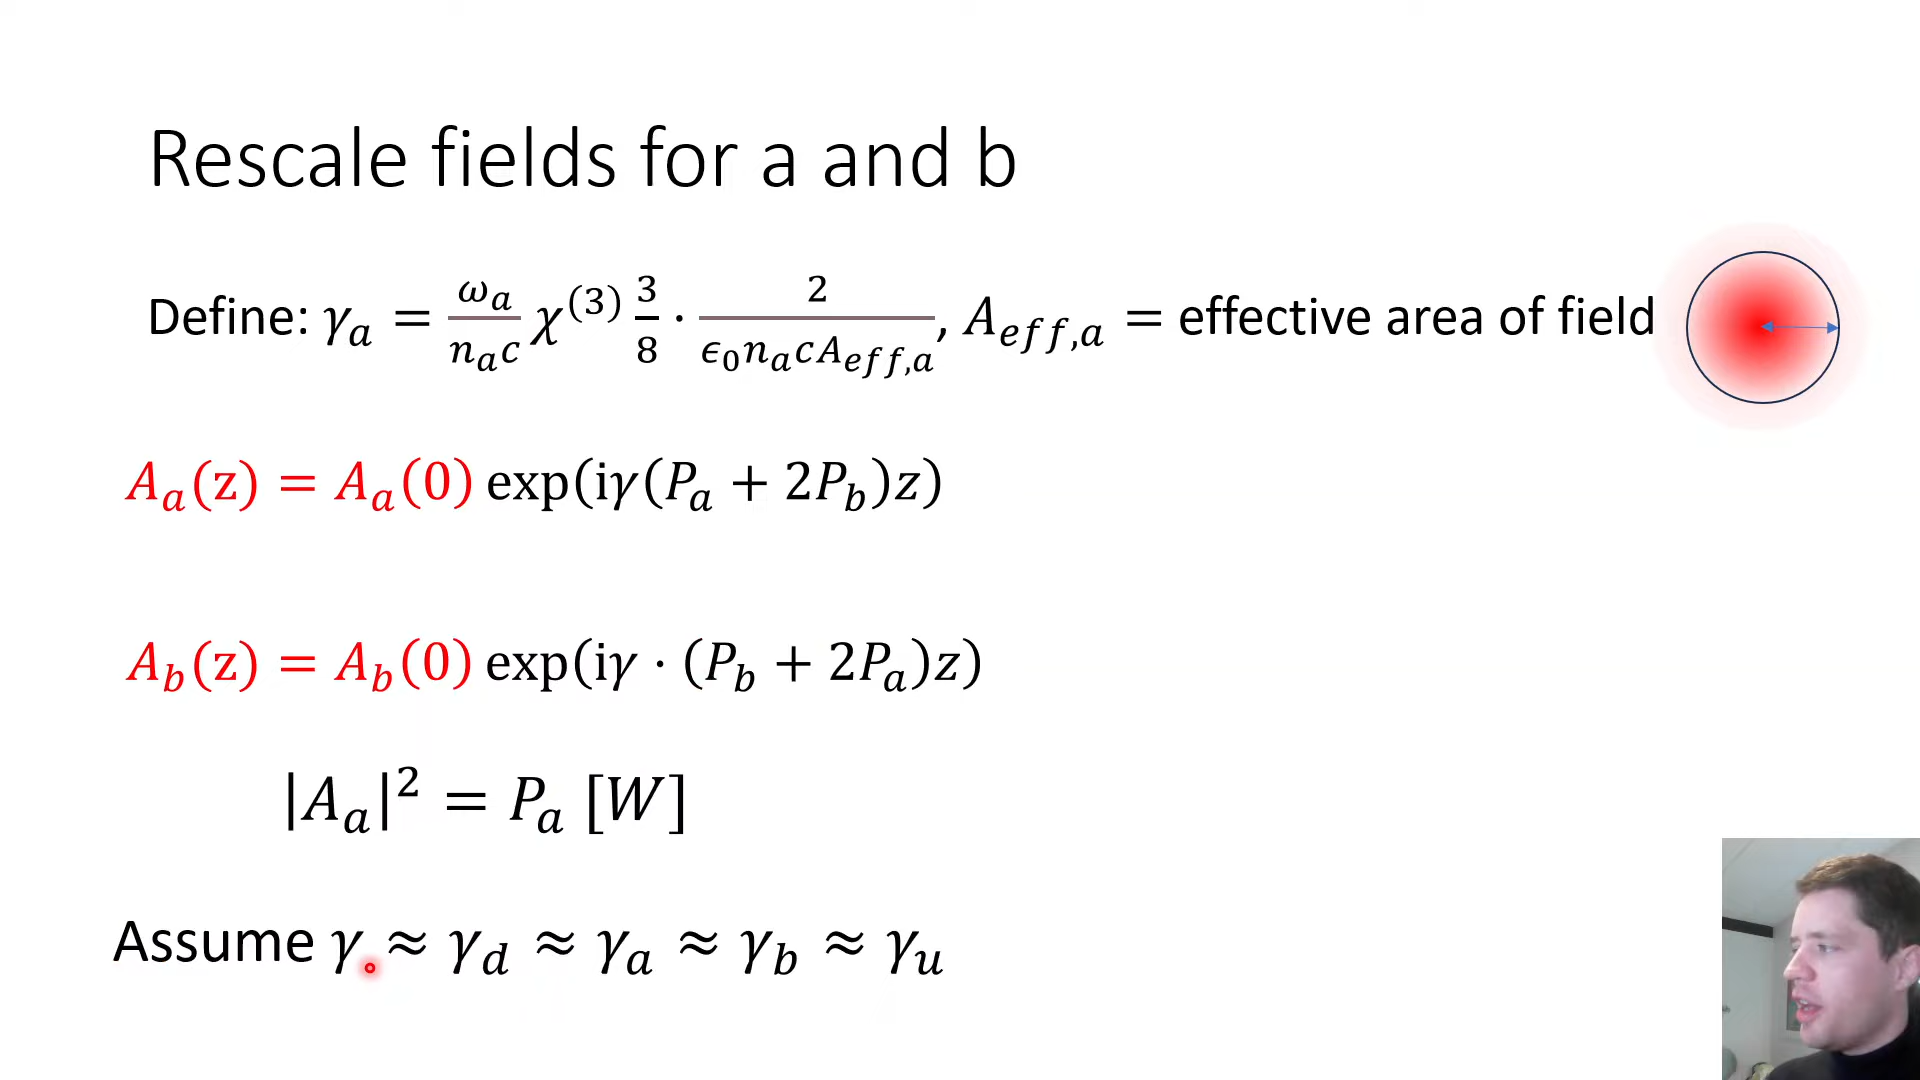 Rescale fields for a and b
Define: γ_a = ω_a/(n_a c) χ^(3) 3/8 · 2/(ϵ_0 n_a c A_eff,a), A_eff,a = effective area of field
A_a(z) = A_a(0) exp(iγ(P_a + 2P_b)z)
A_b(z) = A_b(0) exp(iγ · (P_b + 2P_a)z)
|A_a|^2 = P_a [W]
Assume γ ≈ γ_d ≈ γ_a ≈ γ_b ≈ γ_u